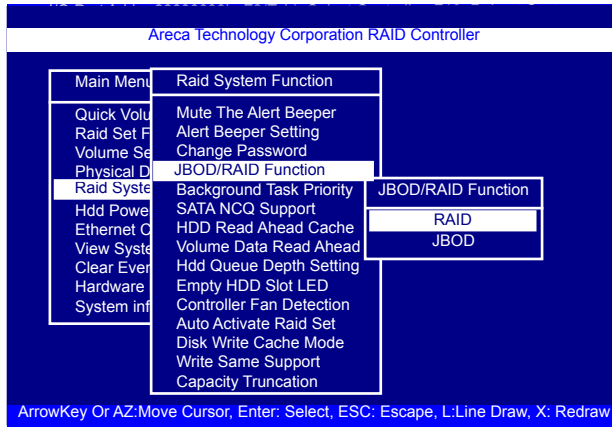 Areca Technology Corporation RAID Controller
Main Menu
Quick Volu
Raid Set F
Volume Se
Physical D
Raid Syste
Hdd Powe
Ethernet C
View Syste
Clear Even
Hardware
System inf
Raid System Function
Mute The Alert Beeper
Alert Beeper Setting
Change Password
JBOD/RAID Function
Background Task Priority
SATA NCQ Support
HDD Read Ahead Cache
Volume Data Read Ahead
Hdd Queue Depth Setting
Empty HDD Slot LED
Controller Fan Detection
Auto Activate Raid Set
Disk Write Cache Mode
Write Same Support
Capacity Truncation
JBOD/RAID Function
RAID
JBOD
ArrowKey Or AZ:Move Cursor, Enter: Select, ESC: Escape, L:Line Draw, X: Redraw